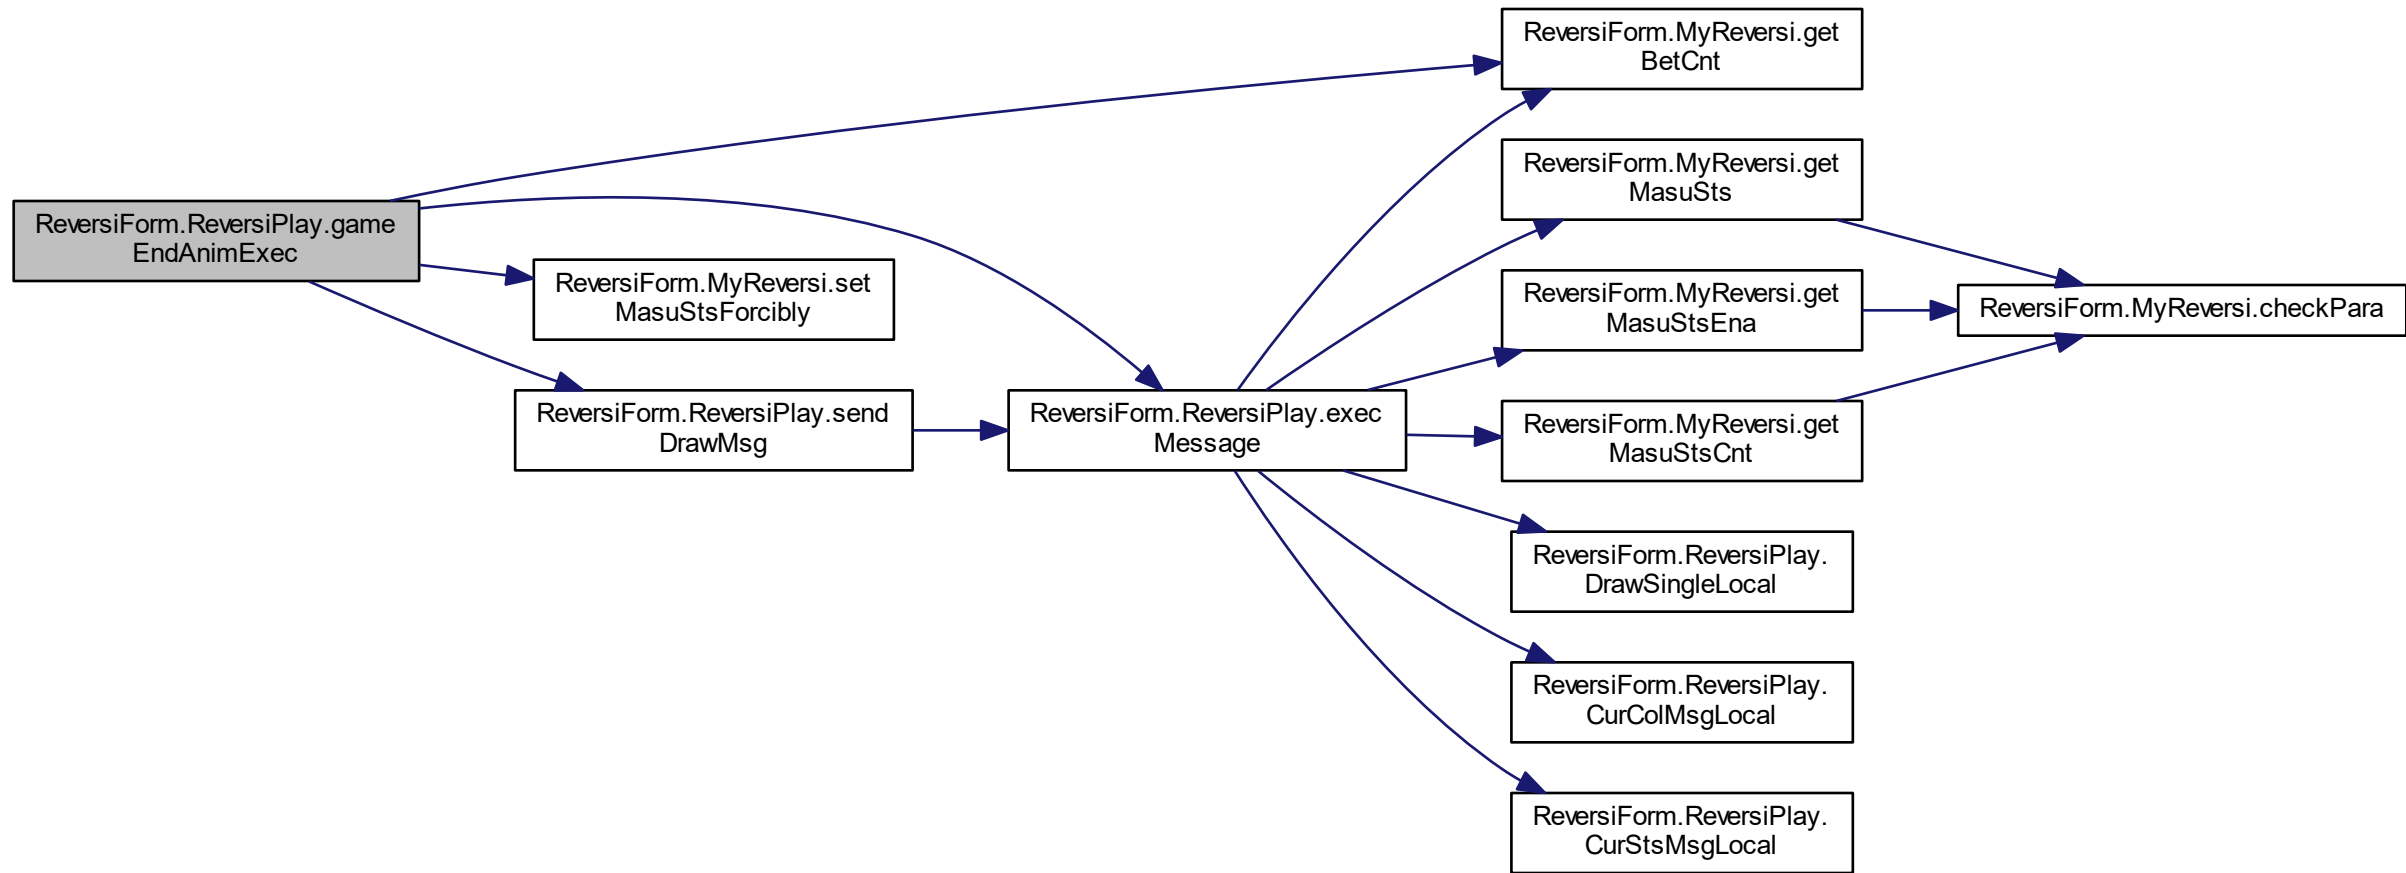 ReversiForm.ReversiPlay.game
EndAnimExec
ReversiForm.MyReversi.set
MasuStsForcibly
ReversiForm.ReversiPlay.send
DrawMsg
ReversiForm.ReversiPlay.exec
Message
ReversiForm.MyReversi.get
BetCnt
ReversiForm.MyReversi.get
MasuSts
ReversiForm.MyReversi.get
MasuStsEna
ReversiForm.MyReversi.get
MasuStsCnt
ReversiForm.ReversiPlay.
DrawSingleLocal
ReversiForm.ReversiPlay.
CurColMsgLocal
ReversiForm.ReversiPlay.
CurStsMsgLocal
ReversiForm.MyReversi.checkPara